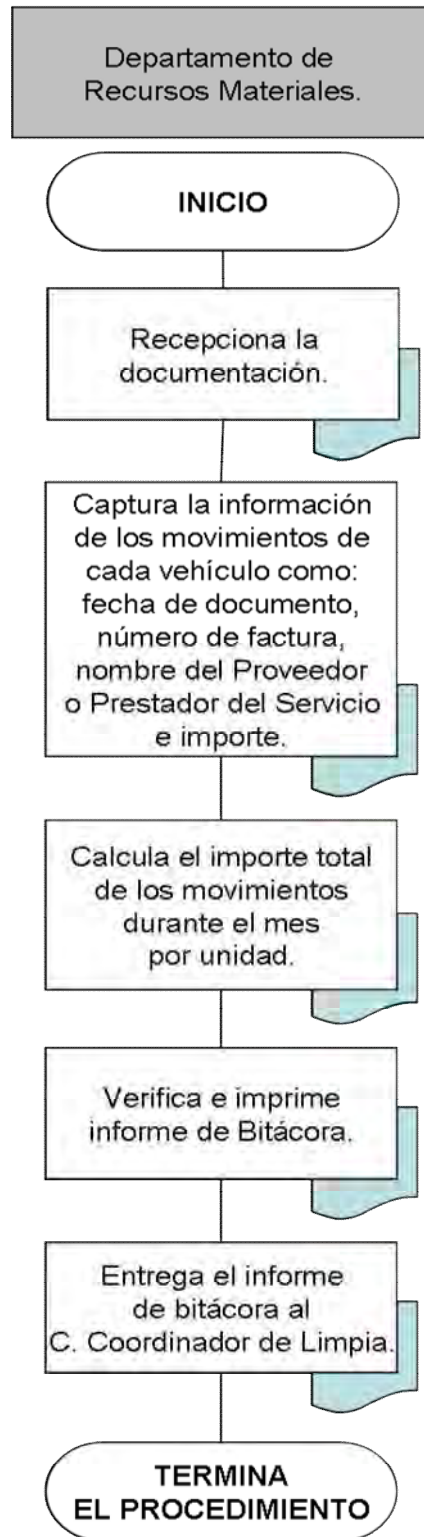 Departamento de
Recursos Materiales.
INICIO
Recepciona la
documentación.
Captura la información
de los movimientos de
cada vehículo como:
fecha de documento,
número de factura,
nombre del Proveedor
o Prestador del Servicio
e importe.
Calcula el importe total
de los movimientos
durante el mes
por unidad.
Verifica e imprime
informe de Bitácora.
Entrega el informe
de bitácora al
C. Coordinador de Limpia.
TERMINA
EL PROCEDIMIENTO